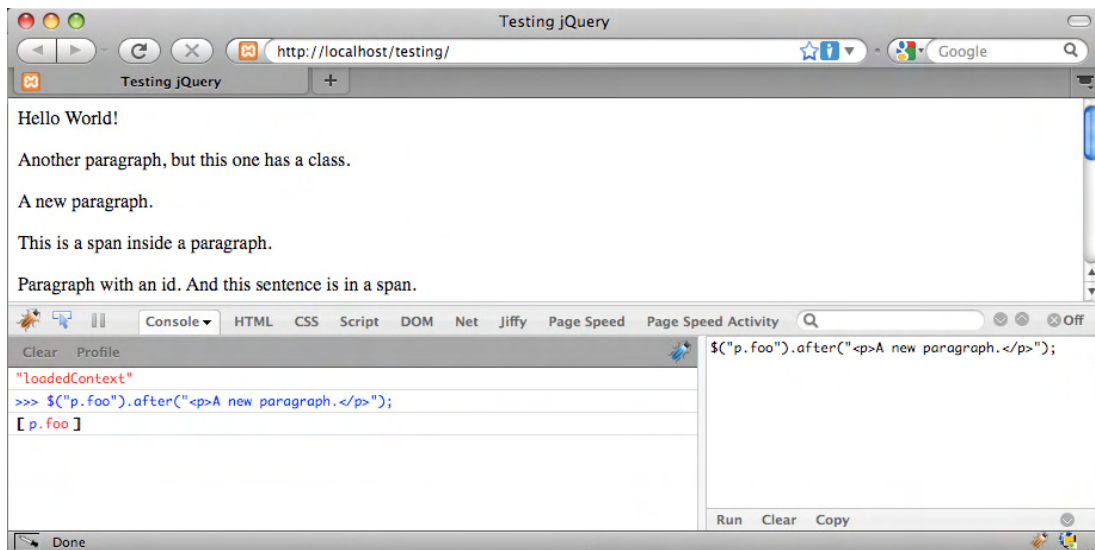 Testing jQuery
http://localhost/testing/
Google
Testing jQuery
+
Hello World!
Another paragraph, but this one has a class.
A new paragraph.
This is a span inside a paragraph.
Paragraph with an id. And this sentence is in a span.
Console HTML CSS Script DOM Net Jiffy Page Speed Page Speed Activity Off
Clear Profile
"loadedContext"
>>> $("p.foo").after("<p>A new paragraph.</p>");
[ p.foo ]
$("p.foo").after("<p>A new paragraph.</p>");
Run Clear Copy
Done